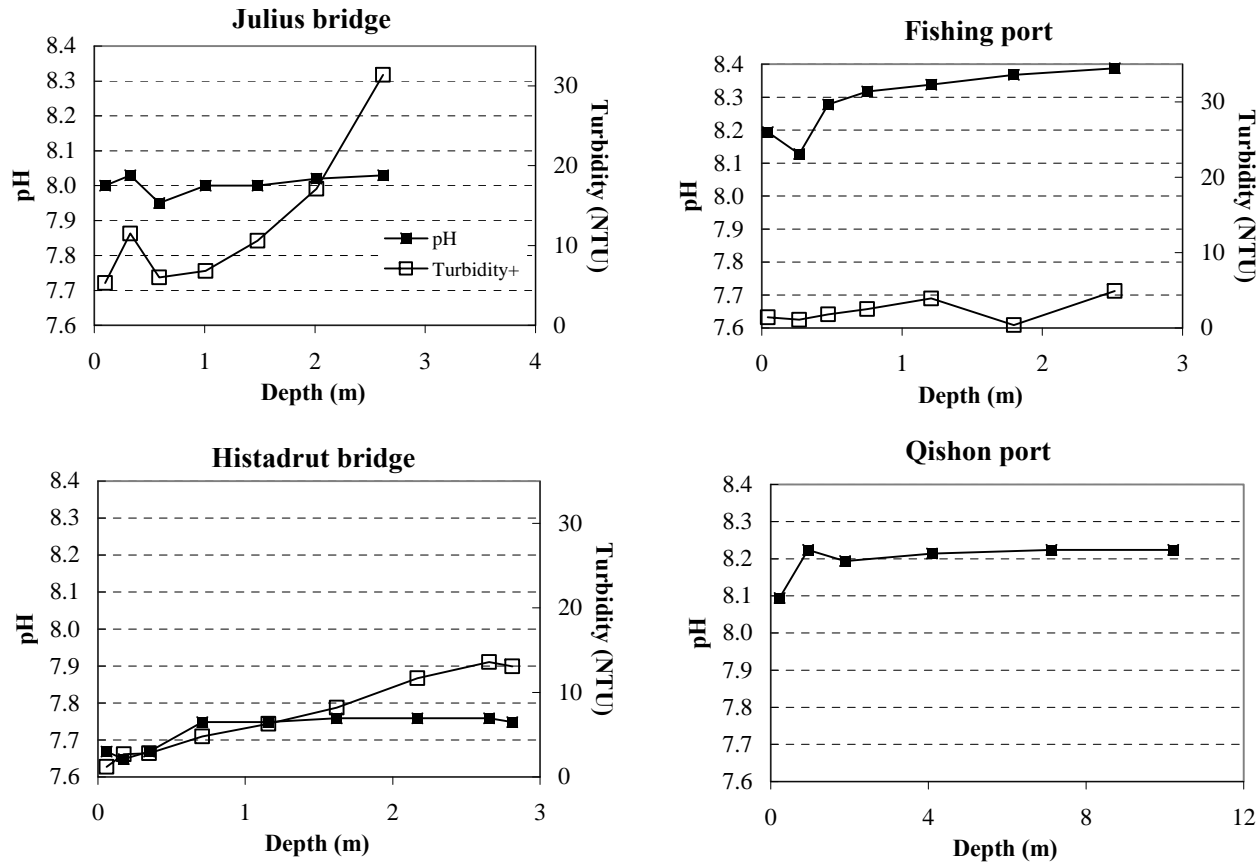 Julius bridge
8.4
8.3
8.2
8.1
8.0
7.9
7.8
7.7
7.6
pH
30
20
10
0
Turbidity (NTU)
pH
Turbidity+
0 1 2 3 4
Depth (m)
Fishing port
8.4
8.3
8.2
8.1
8.0
7.9
7.8
7.7
7.6
pH
30
20
10
0
Turbidity (NTU)
0 1 2 3
Depth (m)
Histadrut bridge
8.4
8.3
8.2
8.1
8.0
7.9
7.8
7.7
7.6
pH
30
20
10
0
Turbidity (NTU)
0 1 2 3
Depth (m)
Qishon port
8.4
8.3
8.2
8.1
8.0
7.9
7.8
7.7
7.6
pH
0 4 8 12
Depth (m)